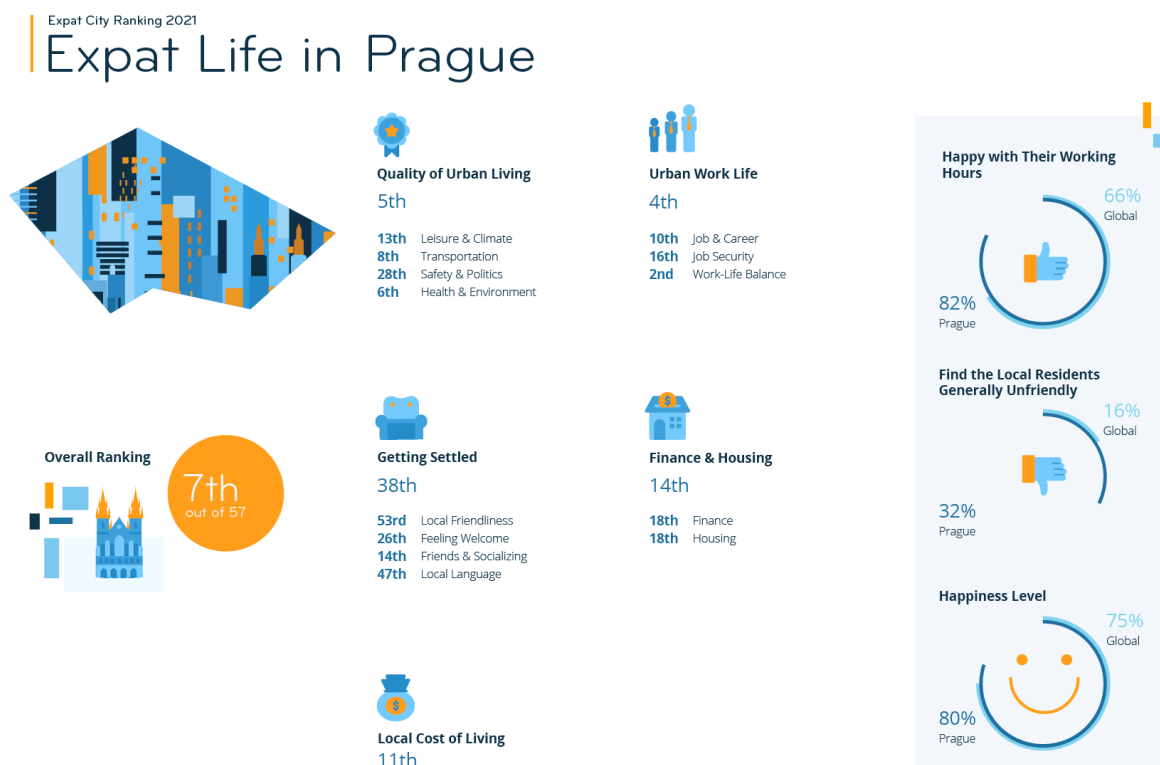 Expat City Ranking 2021
Expat Life in Prague
Quality of Urban Living
5th
13th Leisure & Climate
8th Transportation
28th Safety & Politics
6th Health & Environment
Urban Work Life
4th
10th Job & Career
16th Job Security
2nd Work-Life Balance
Overall Ranking
7th
out of 57
Getting Settled
38th
53rd Local Friendliness
26th Feeling Welcome
14th Friends & Socializing
47th Local Language
$
Finance & Housing
14th
18th Finance
18th Housing
$
Local Cost of Living
11th
Happy with Their Working
Hours
66%
Global
82%
Prague
Find the Local Residents
Generally Unfriendly
16%
Global
32%
Prague
Happiness Level
75%
Global
80%
Prague